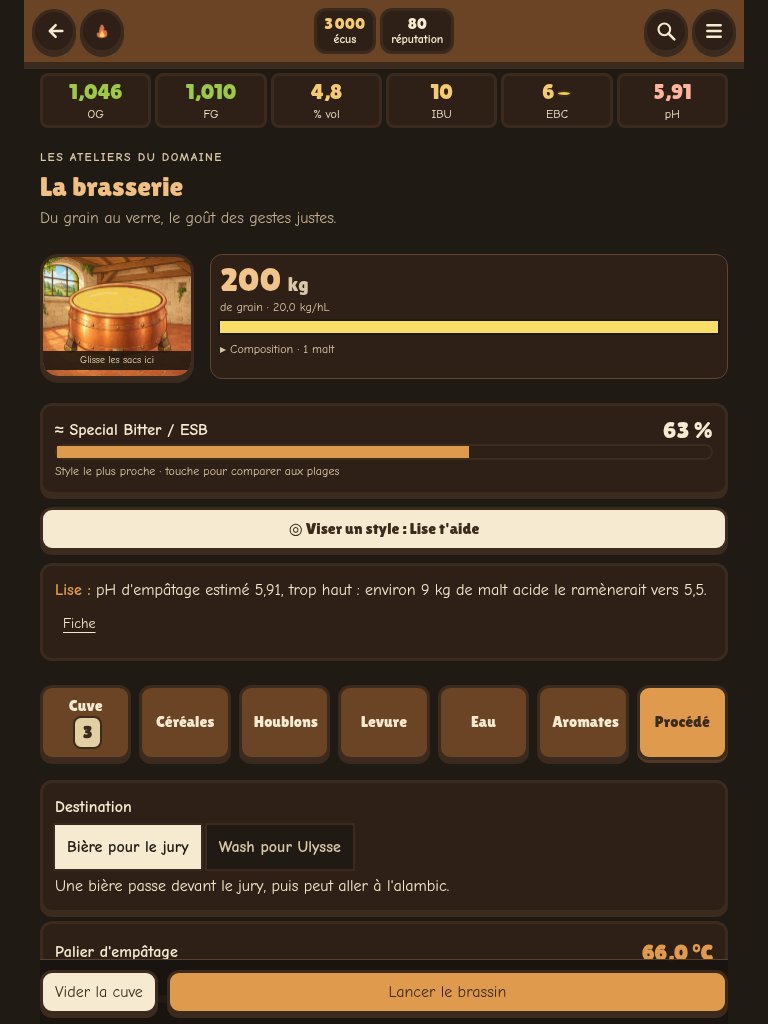 3 000
écus
80
réputation
1,046
OG
1,010
FG
4,8
% vol
10
IBU
6
EBC
5,91
pH
LES ATELIERS DU DOMAINE
La brasserie
Du grain au verre, le goût des gestes justes.
Glisse les sacs ici
200 kg
de grain · 20,0 kg/hL
▸ Composition · 1 malt
≈ Special Bitter / ESB
63 %
Style le plus proche · touche pour comparer aux plages
◎ Viser un style : Lise t'aide
Lise : pH d'empâtage estimé 5,91, trop haut : environ 9 kg de malt acide le ramènerait vers 5,5.
Fiche
Cuve
3
Céréales
Houblons
Levure
Eau
Aromates
Procédé
Destination
Bière pour le jury
Wash pour Ulysse
Une bière passe devant le jury, puis peut aller à l'alambic.
Palier d'empâtage
66,0 °C
Vider la cuve
Lancer le brassin